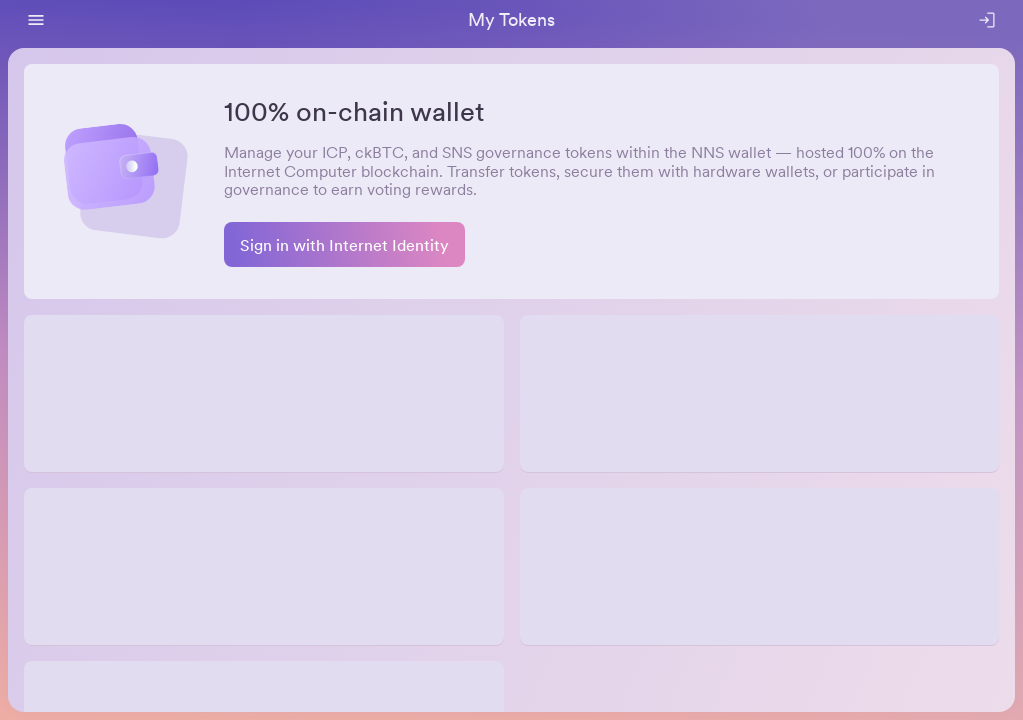 My Tokens
100% on-chain wallet
Manage your ICP, ckBTC, and SNS governance tokens within the NNS wallet — hosted 100% on the
Internet Computer blockchain. Transfer tokens, secure them with hardware wallets, or participate in
governance to earn voting rewards.
Sign in with Internet Identity